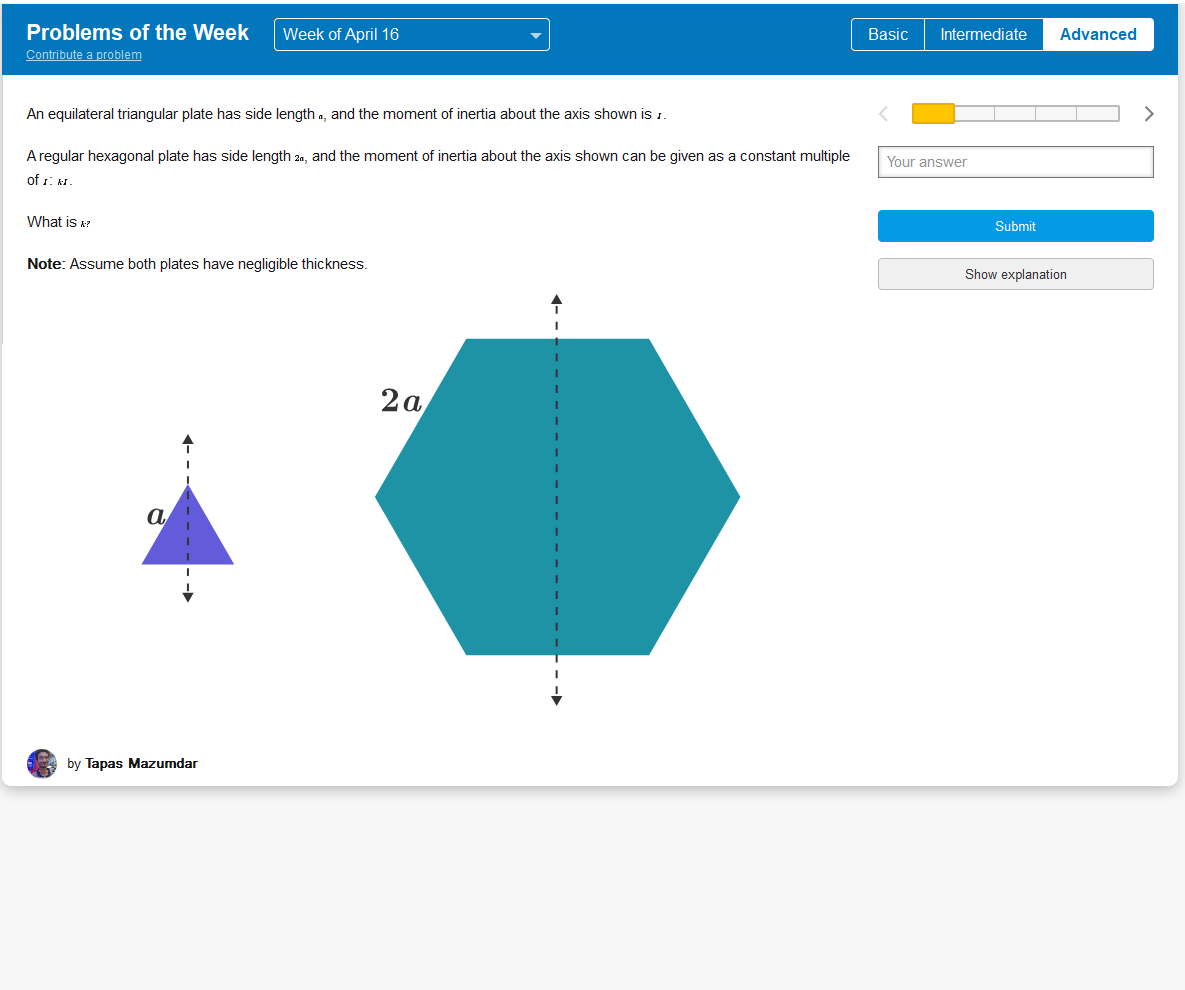 Problems of the Week
Contribute a problem
Week of April 16
Basic
Intermediate
Advanced
An equilateral triangular plate has side length a, and the moment of inertia about the axis shown is I.
A regular hexagonal plate has side length 2a, and the moment of inertia about the axis shown can be given as a constant multiple
of I: kI.
What is k?
Note: Assume both plates have negligible thickness.
Your answer
Submit
Show explanation
2a
a
by Tapas Mazumdar